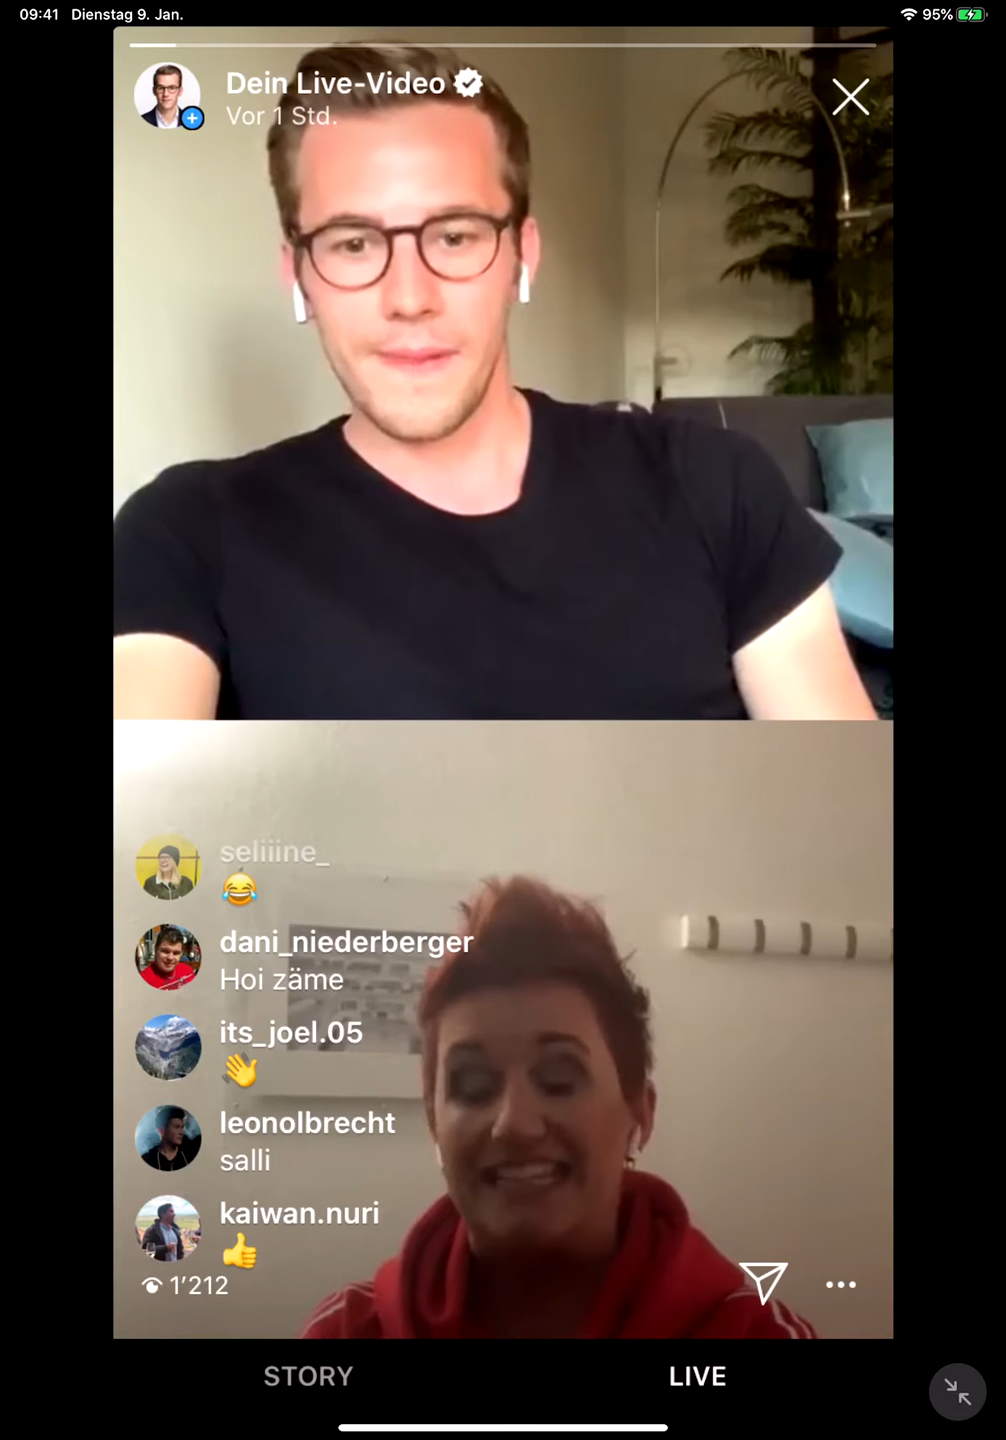 09:41 Dienstag 9. Jan.
95%
Dein Live-Video
Vor 1 Std.
seliiine_
😂
dani_niederberger
Hoi zäme
its_joel.05
👋
leonolbrecht
salli
kaiwan.nuri
👍
1’212
STORY
LIVE